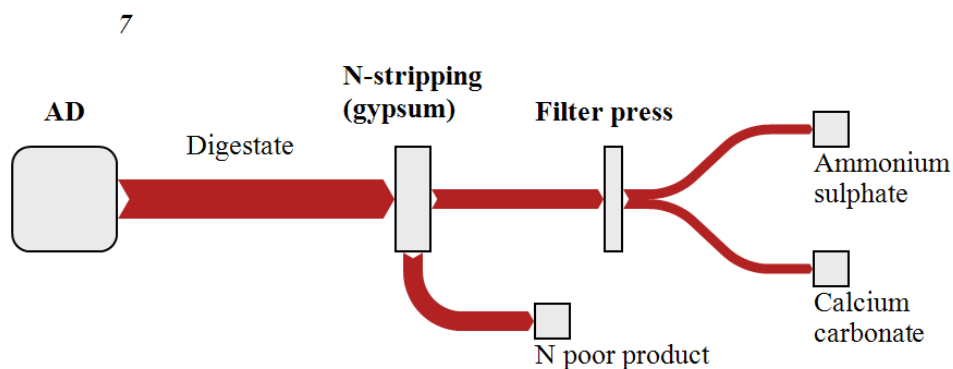 7
AD
Digestate
N-stripping
(gypsum)
Filter press
Ammonium
sulphate
Calcium
carbonate
N poor product